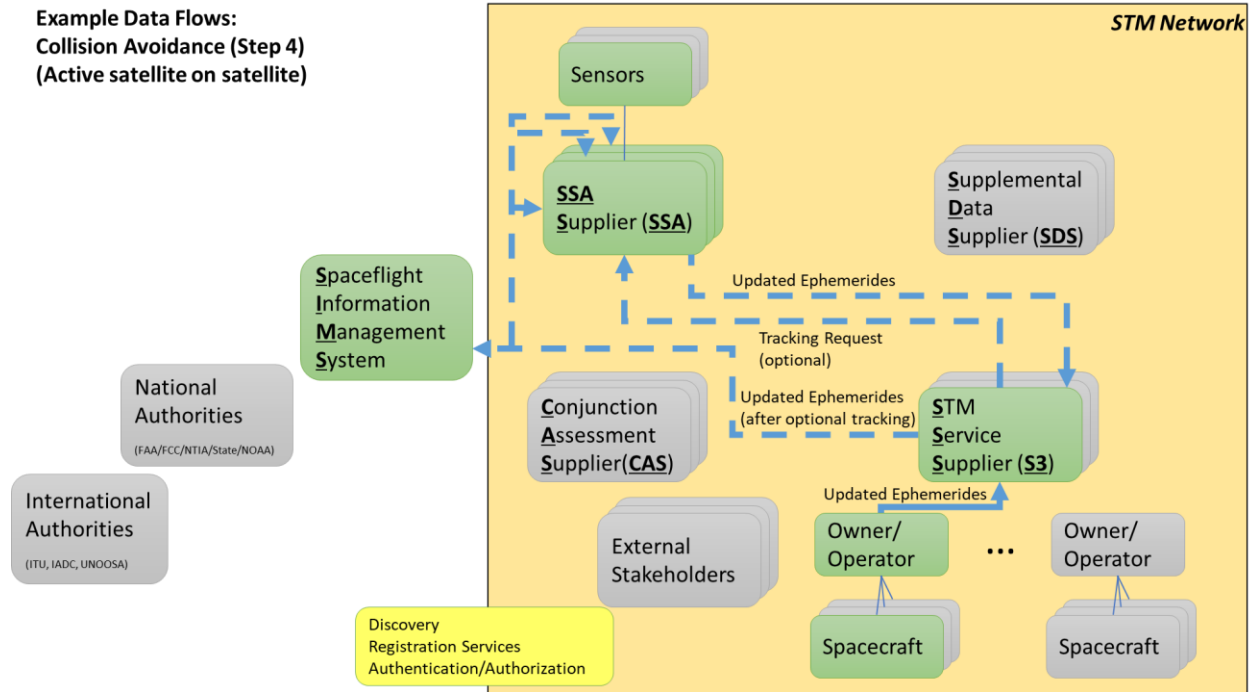 Example Data Flows:
Collision Avoidance (Step 4)
(Active satellite on satellite)
STM Network
Sensors
SSA
Supplier (SSA)
Supplemental
Data
Supplier (SDS)
Spaceflight
Information
Management
System
Updated Ephemerides
Tracking Request
(optional)
National
Authorities
(FAA/FCC/NTIA/State/NOAA)
Conjunction
Assessment
Supplier(CAS)
Updated Ephemerides
(after optional tracking)
STM
Service
Supplier (S3)
International
Authorities
(ITU, IADC, UNOOSA)
Updated Ephemerides
External
Stakeholders
Owner/
Operator
...
Owner/
Operator
Discovery
Registration Services
Authentication/Authorization
Spacecraft
Spacecraft